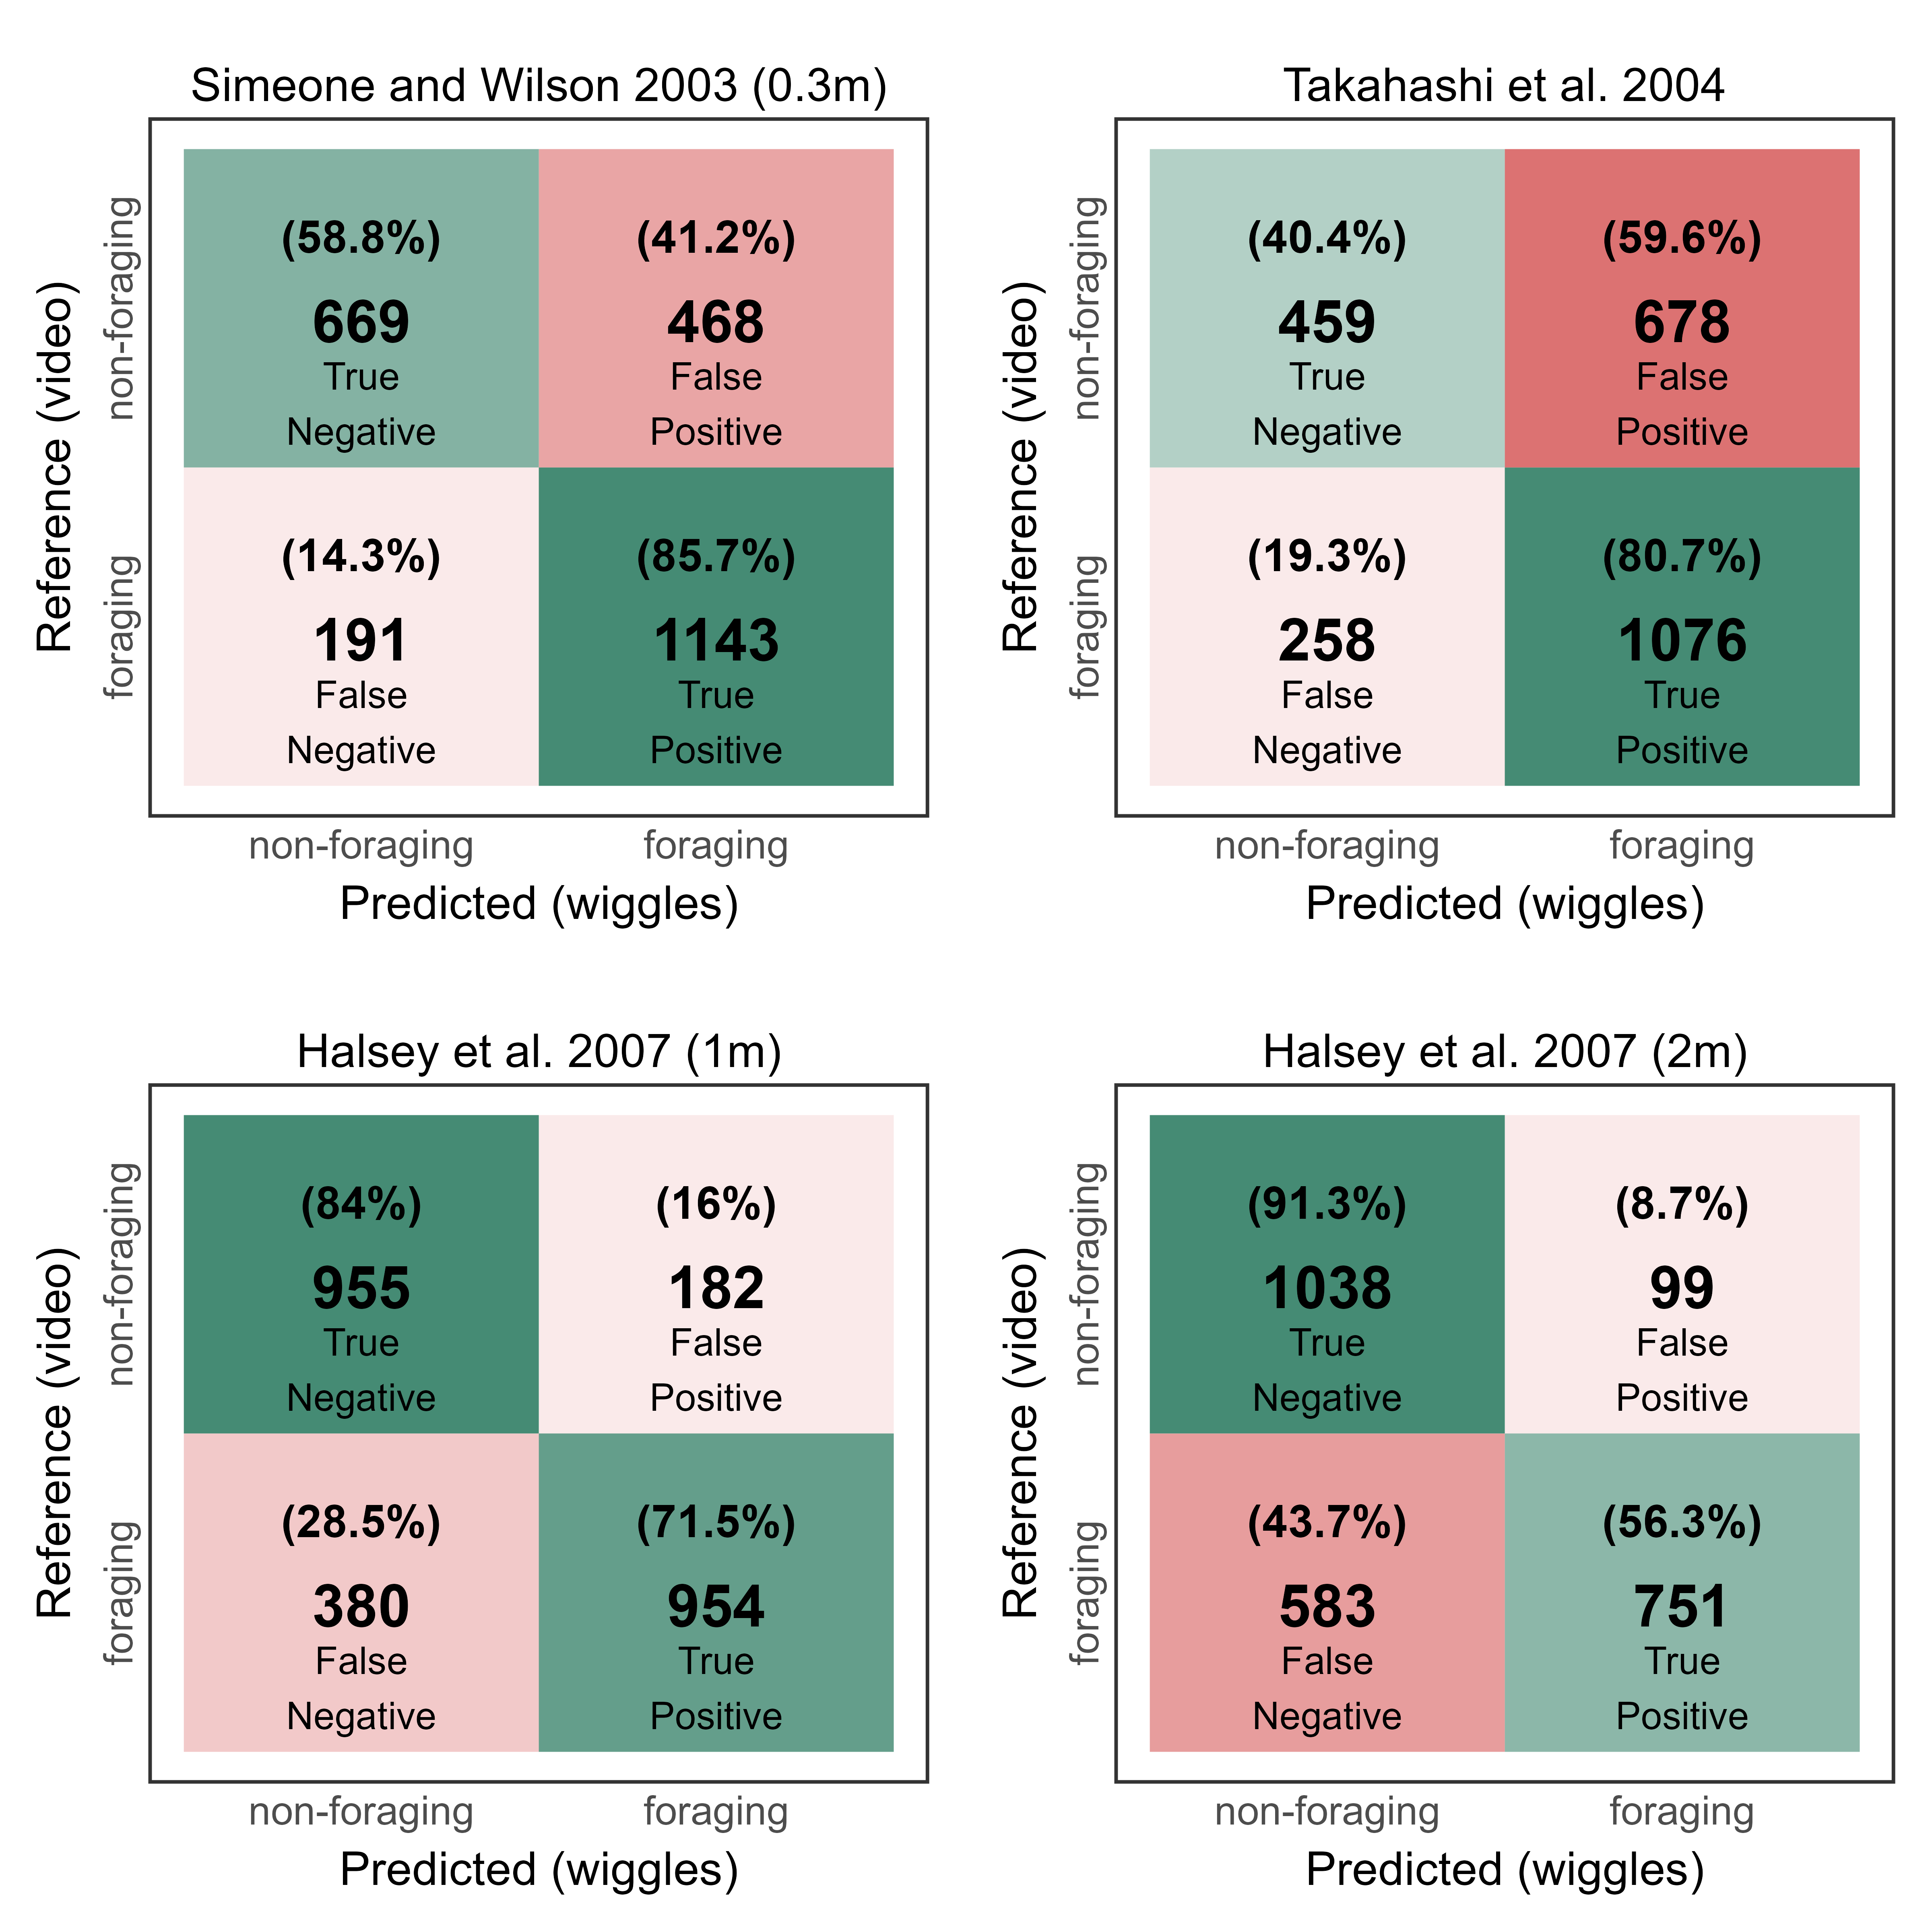 Simeone and Wilson 2003 (0.3m)
Reference (video)
non-foraging
foraging
(58.8%)
669
True
Negative
(41.2%)
468
False
Positive
(14.3%)
191
False
Negative
(85.7%)
1143
True
Positive
non-foraging
foraging
Predicted (wiggles)
Takahashi et al. 2004
Reference (video)
non-foraging
foraging
(40.4%)
459
True
Negative
(59.6%)
678
False
Positive
(19.3%)
258
False
Negative
(80.7%)
1076
True
Positive
non-foraging
foraging
Predicted (wiggles)
Halsey et al. 2007 (1m)
Reference (video)
non-foraging
foraging
(84%)
955
True
Negative
(16%)
182
False
Positive
(28.5%)
380
False
Negative
(71.5%)
954
True
Positive
non-foraging
foraging
Predicted (wiggles)
Halsey et al. 2007 (2m)
Reference (video)
non-foraging
foraging
(91.3%)
1038
True
Negative
(8.7%)
99
False
Positive
(43.7%)
583
False
Negative
(56.3%)
751
True
Positive
non-foraging
foraging
Predicted (wiggles)